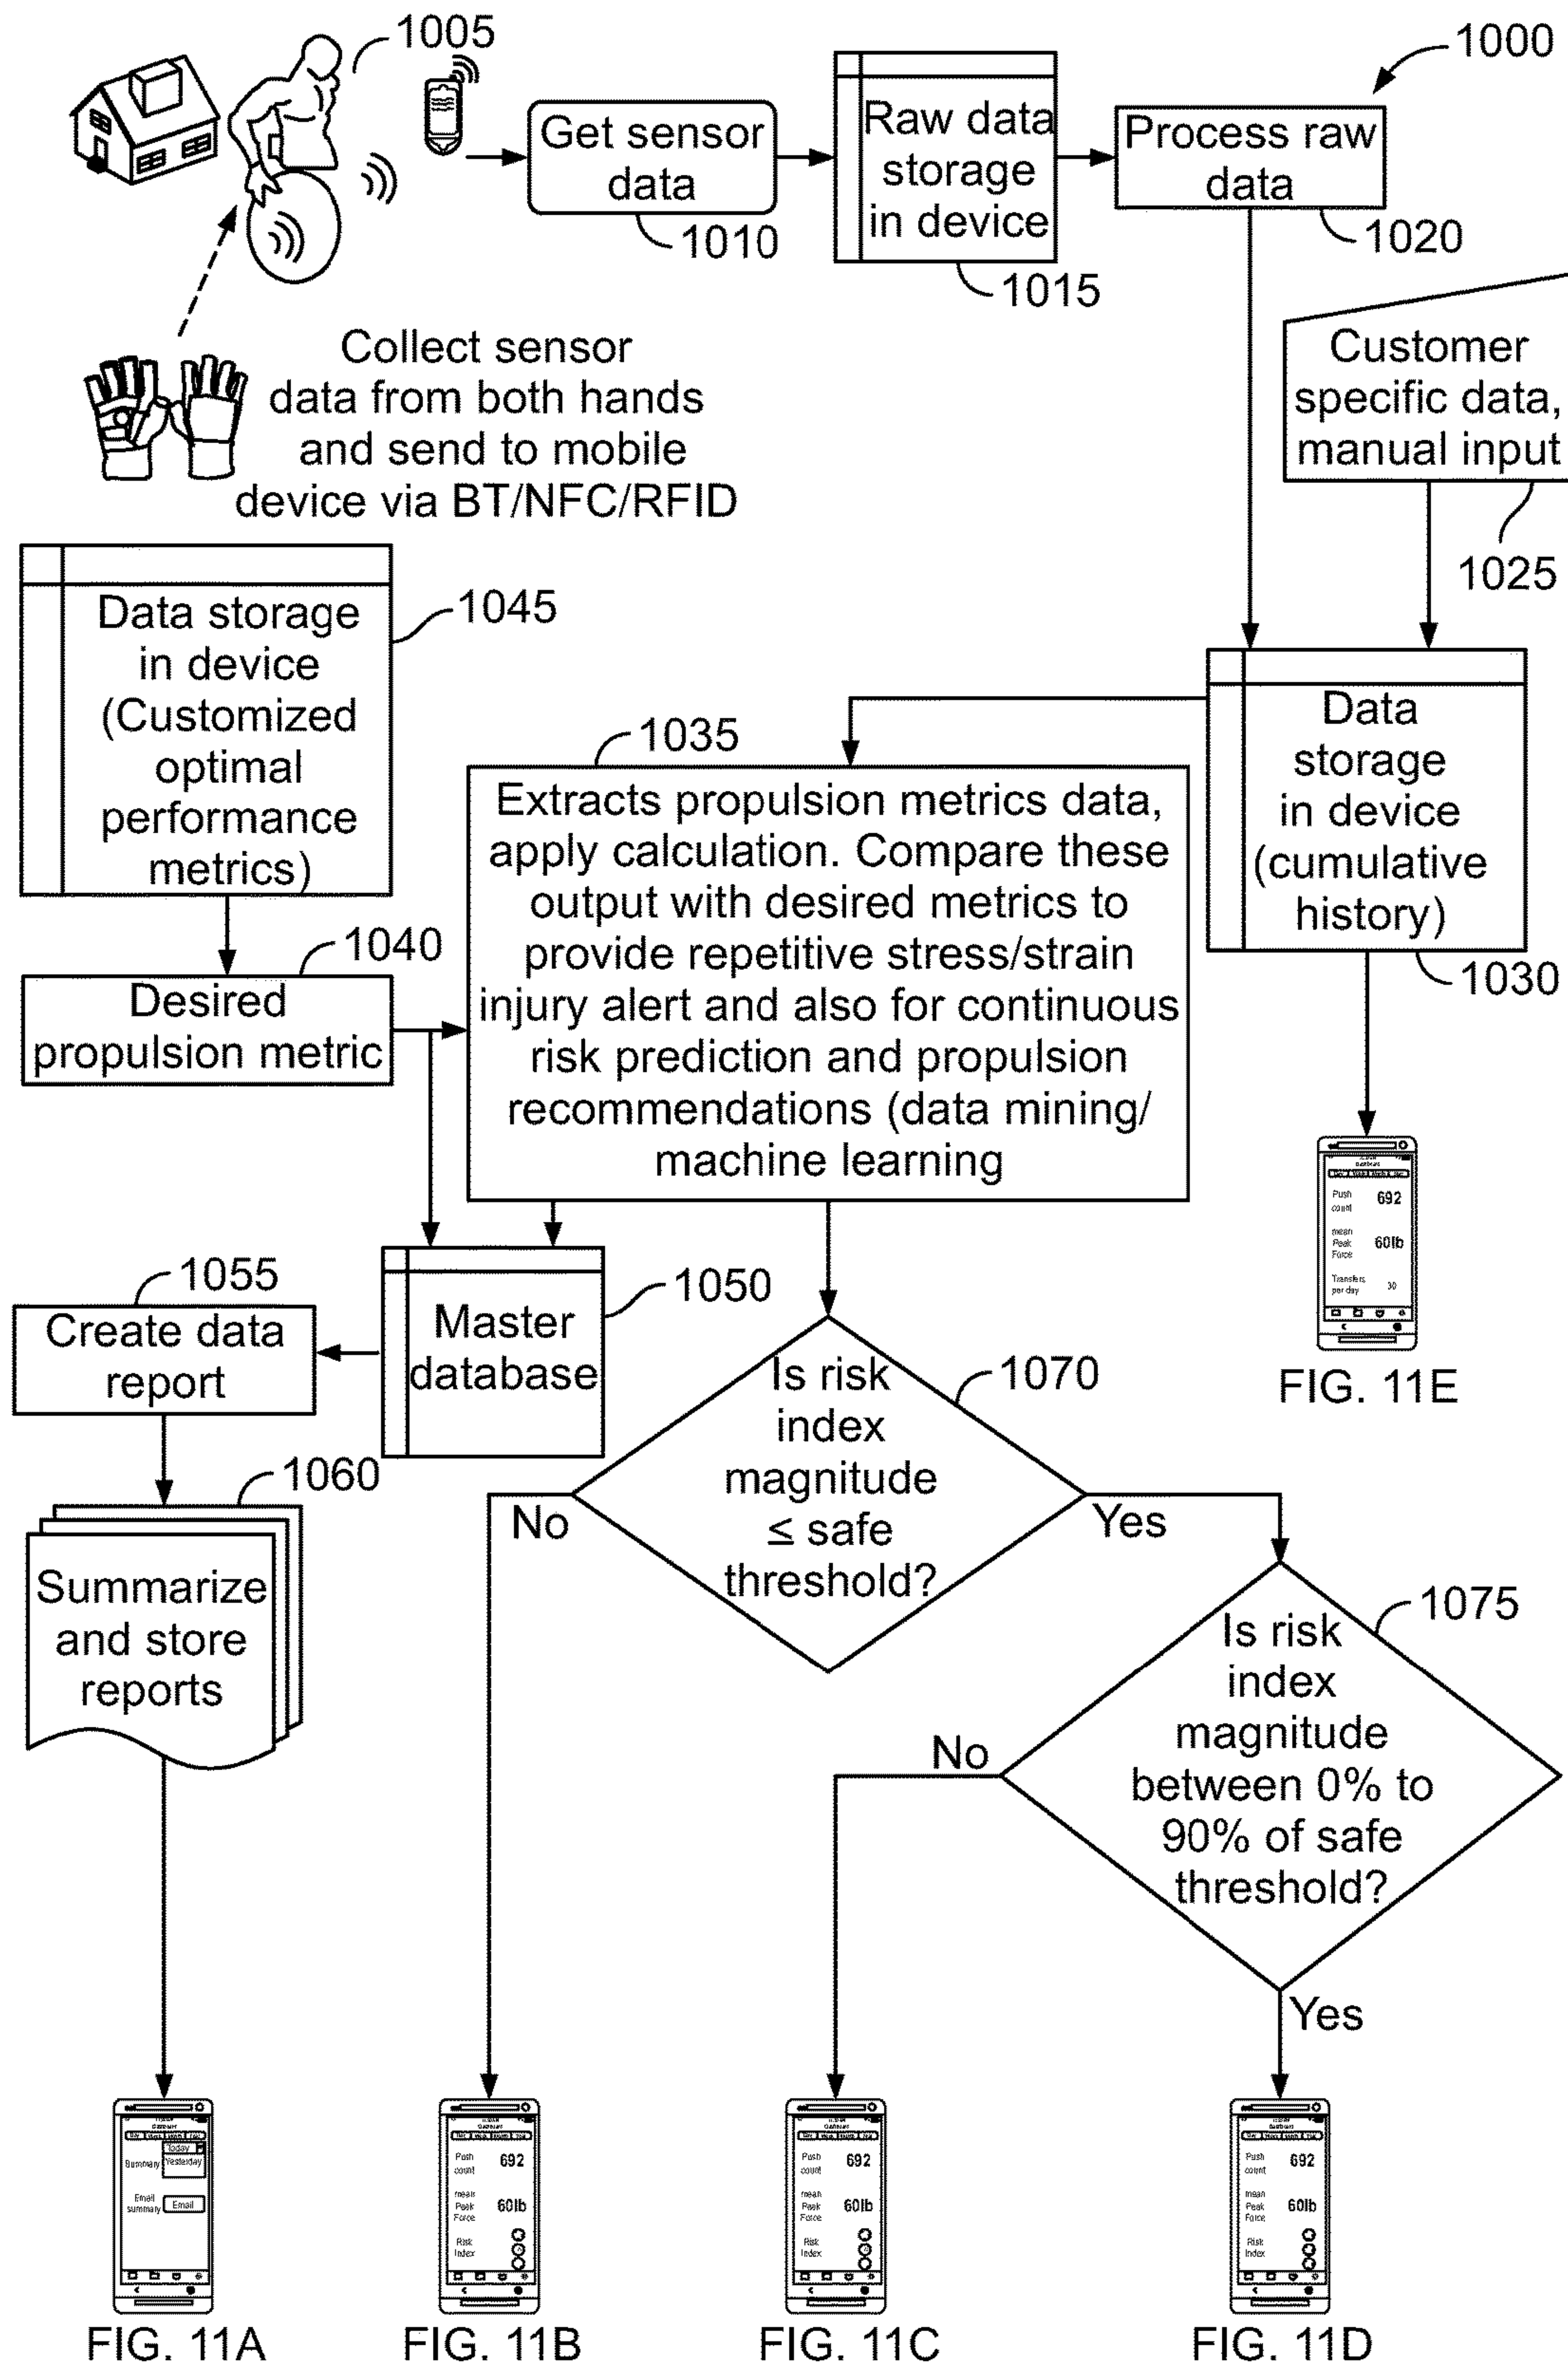 1005
1000
Get sensor
data
1010
Raw data
storage
in device
1015
Process raw
data
1020
Collect sensor
data from both hands
and send to mobile
device via BT/NFC/RFID
Customer
specific data,
manual input
1025
Data storage
in device
(Customized
optimal
performance
metrics)
1045
Data
storage
in device
(cumulative
history)
1030
1035
Extracts propulsion metrics data,
apply calculation. Compare these
output with desired metrics to
provide repetitive stress/strain
injury alert and also for continuous
risk prediction and propulsion
recommendations (data mining/
machine learning
1040
Desired
propulsion metric
Push
count
692
mean
Peak
Force
60lb
Transfers
per day
30
FIG. 11E
1055
Create data
report
1050
Master
database
1060
Summarize
and store
reports
1070
Is risk
index
magnitude
≤ safe
threshold?
No
Yes
1075
Is risk
index
magnitude
between 0% to
90% of safe
threshold?
No
Yes
Today
Summary
Yesterday
Email
summary
Email
FIG. 11A
Push
count
692
mean
Peak
Force
60lb
Risk
Index
FIG. 11B
Push
count
692
mean
Peak
Force
60lb
Risk
Index
FIG. 11C
Push
count
692
mean
Peak
Force
60lb
Risk
Index
FIG. 11D